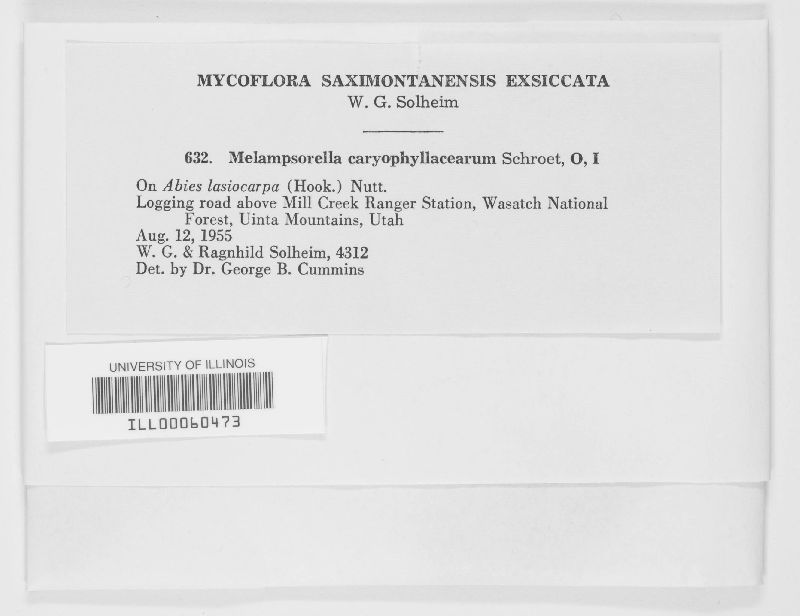 MYCOFLORA SAXIMONTANENSIS EXSICCATA
W. G. Solheim
632. Melampsorella caryophyllacearum Schroet, O, I
On Abies lasiocarpa (Hook.) Nutt.
Logging road above Mill Creek Ranger Station, Wasatch National
Forest, Uinta Mountains, Utah
Aug. 12, 1955
W. G. & Ragnhild Solheim, 4312
Det. by Dr. George B. Cummins
UNIVERSITY OF ILLINOIS
ILL00060473